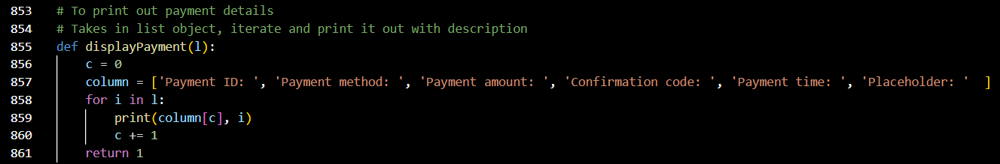 853 # To print out payment details
854 # Takes in list object, iterate and print it out with description
855 def displayPayment(l):
856 c = 0
857 column = ['Payment ID: ', 'Payment method: ', 'Payment amount: ', 'Confirmation code: ', 'Payment time: ', 'Placeholder: '  ]
858 for i in l:
859 print(column[c], i)
860 c += 1
861 return 1